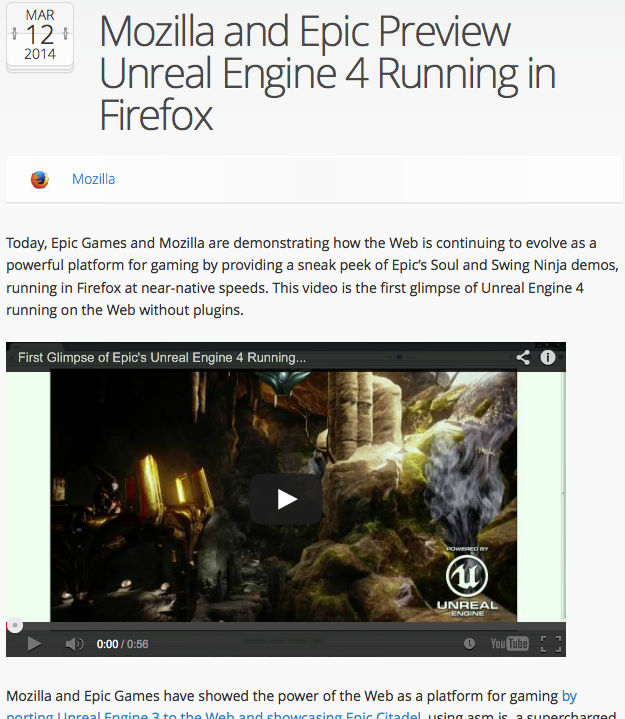 MAR
12
2014
Mozilla and Epic Preview
Unreal Engine 4 Running in
Firefox
Mozilla
Today, Epic Games and Mozilla are demonstrating how the Web is continuing to evolve as a
powerful platform for gaming by providing a sneak peek of Epic’s Soul and Swing Ninja demos,
running in Firefox at near-native speeds. This video is the first glimpse of Unreal Engine 4
running on the Web without plugins.
First Glimpse of Epic's Unreal Engine 4 Running...
POWERED BY
UNREAL
ENGINE
0:00 / 0:56
YouTube
Mozilla and Epic Games have showed the power of the Web as a platform for gaming by
porting Unreal Engine 3 to the Web and showcasing Epic Citadel, using asm.js, a supercharged